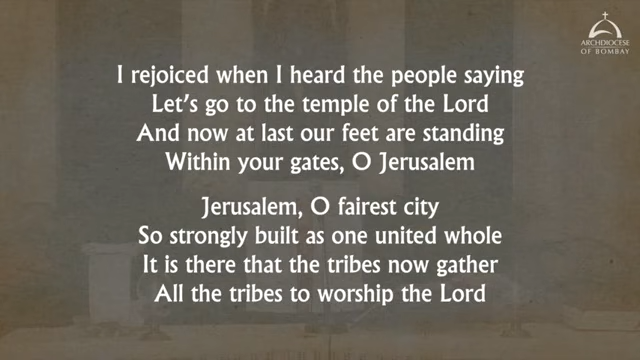 ARCHDIOCESE
OF BOMBAY
I rejoiced when I heard the people saying
Let's go to the temple of the Lord
And now at last our feet are standing
Within your gates, O Jerusalem
Jerusalem, O fairest city
So strongly built as one united whole
It is there that the tribes now gather
All the tribes to worship the Lord